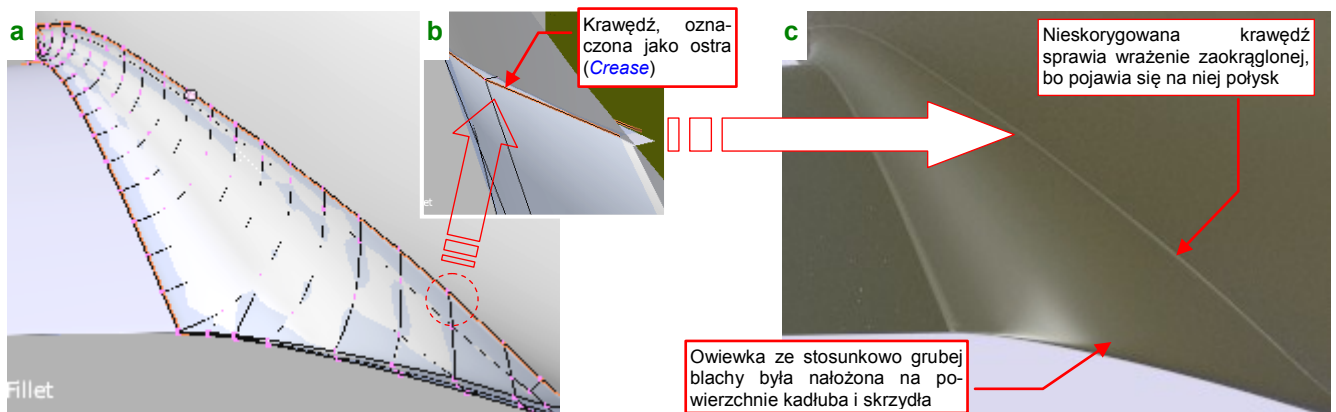 a
b
c
Krawędź, ozna-
czona jako ostra
(Crease)
Nieskorygowana krawędź
sprawia wrażenie zaokrąglonej,
bo pojawia się na niej połysk
Owiewka ze stosunkowo grubej
blachy była nałożona na po-
wierzchnie kadłuba i skrzydła
Fillet
let